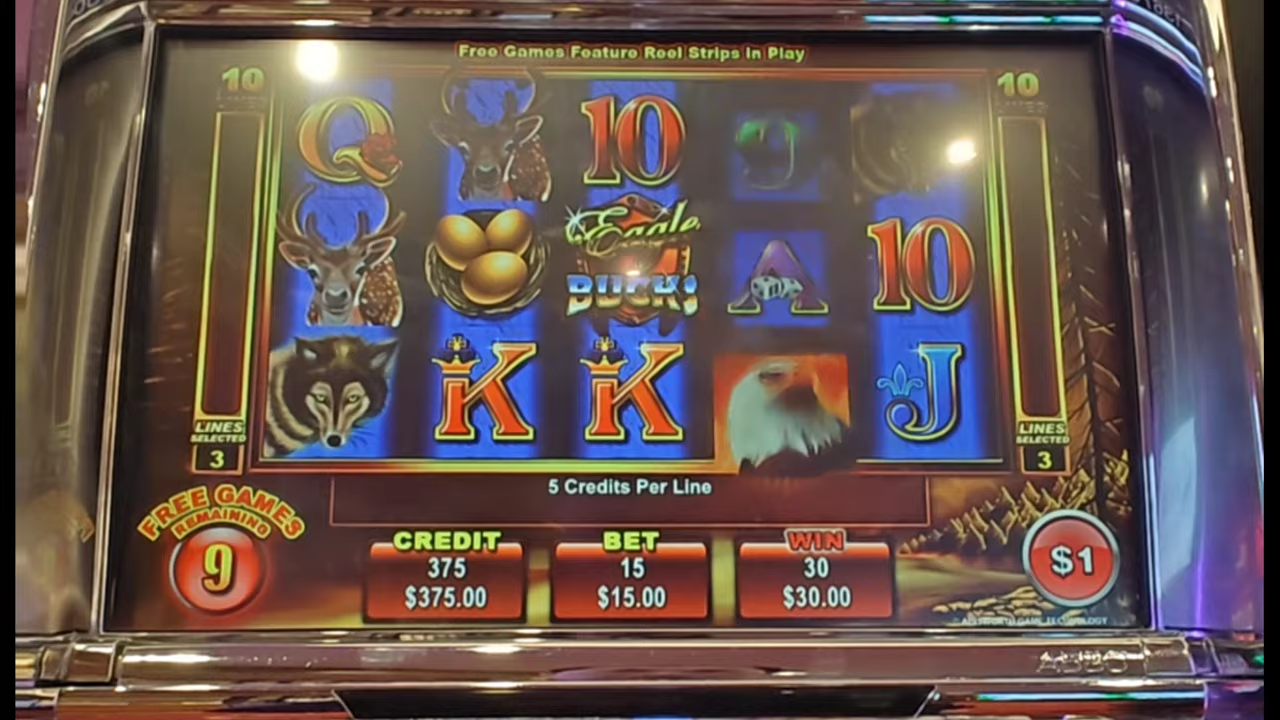 Free Games Feature Reel Strips In Play
10
10
Q
10
9
Eagle
BUCKS
A
10
K
K
J
LINES
SELECTED
3
LINES
SELECTED
3
5 Credits Per Line
FREE GAMES
REMAINING
9
CREDIT
375
$375.00
BET
15
$15.00
WIN
30
$30.00
$1